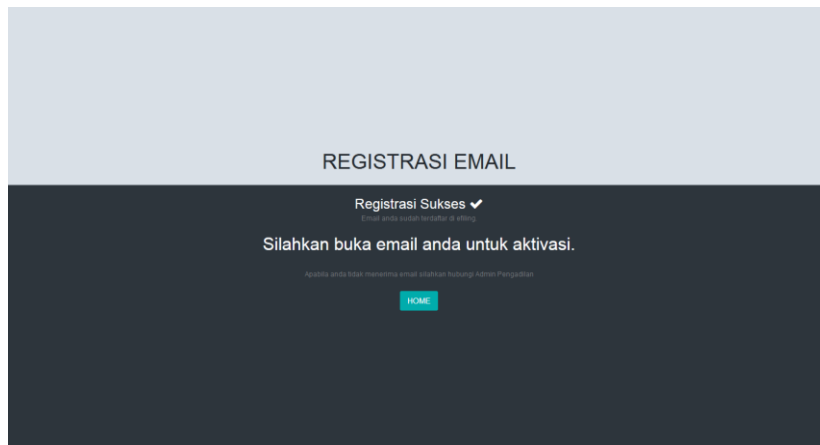 REGISTRASI EMAIL
Registrasi Sukses
Email anda sudah terdaftar di efiling.
Silahkan buka email anda untuk aktivasi.
Apabila anda tidak menerima email silahkan hubungi Admin Pengadilan
HOME